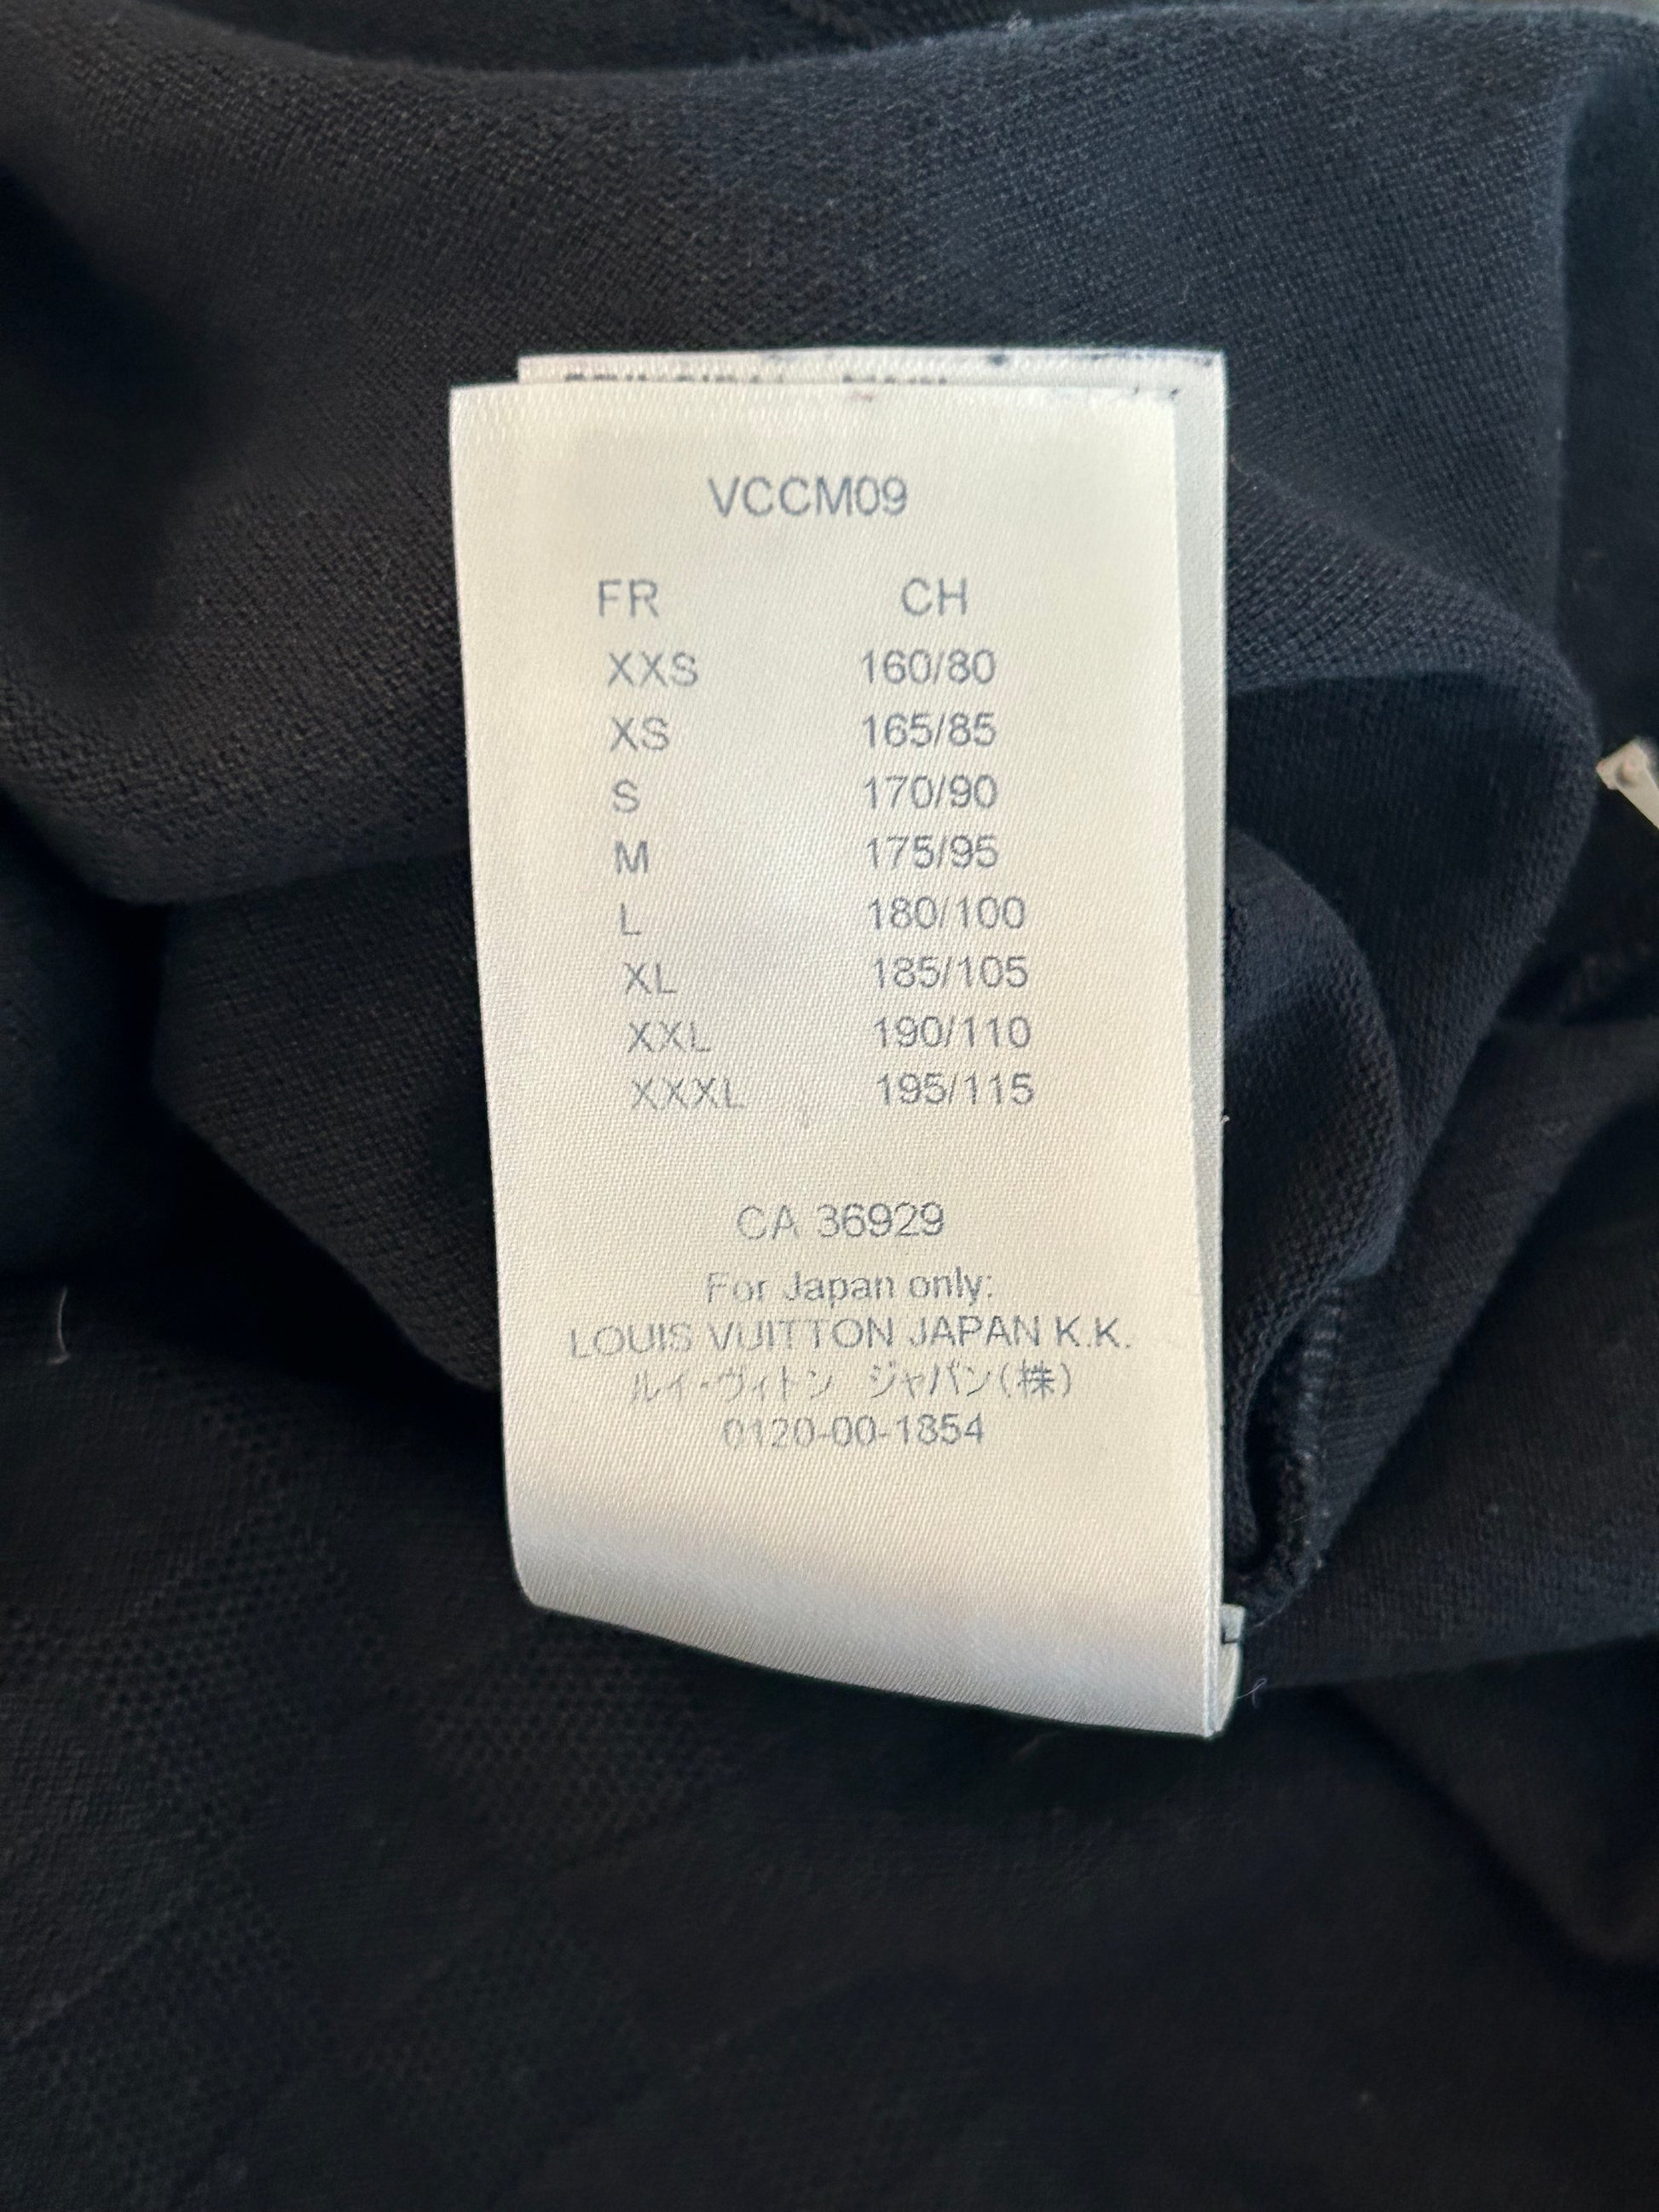 VCCM09
FR CH
XXS 160/80
XS 165/85
S 170/90
M 175/95
L 180/100
XL 185/105
XXL 190/110
XXXL 195/115
CA 36929
For Japan only:
LOUIS VUITTON JAPAN K.K.
ルイ・ヴィトン ジャパン(株)
0120-00-1854